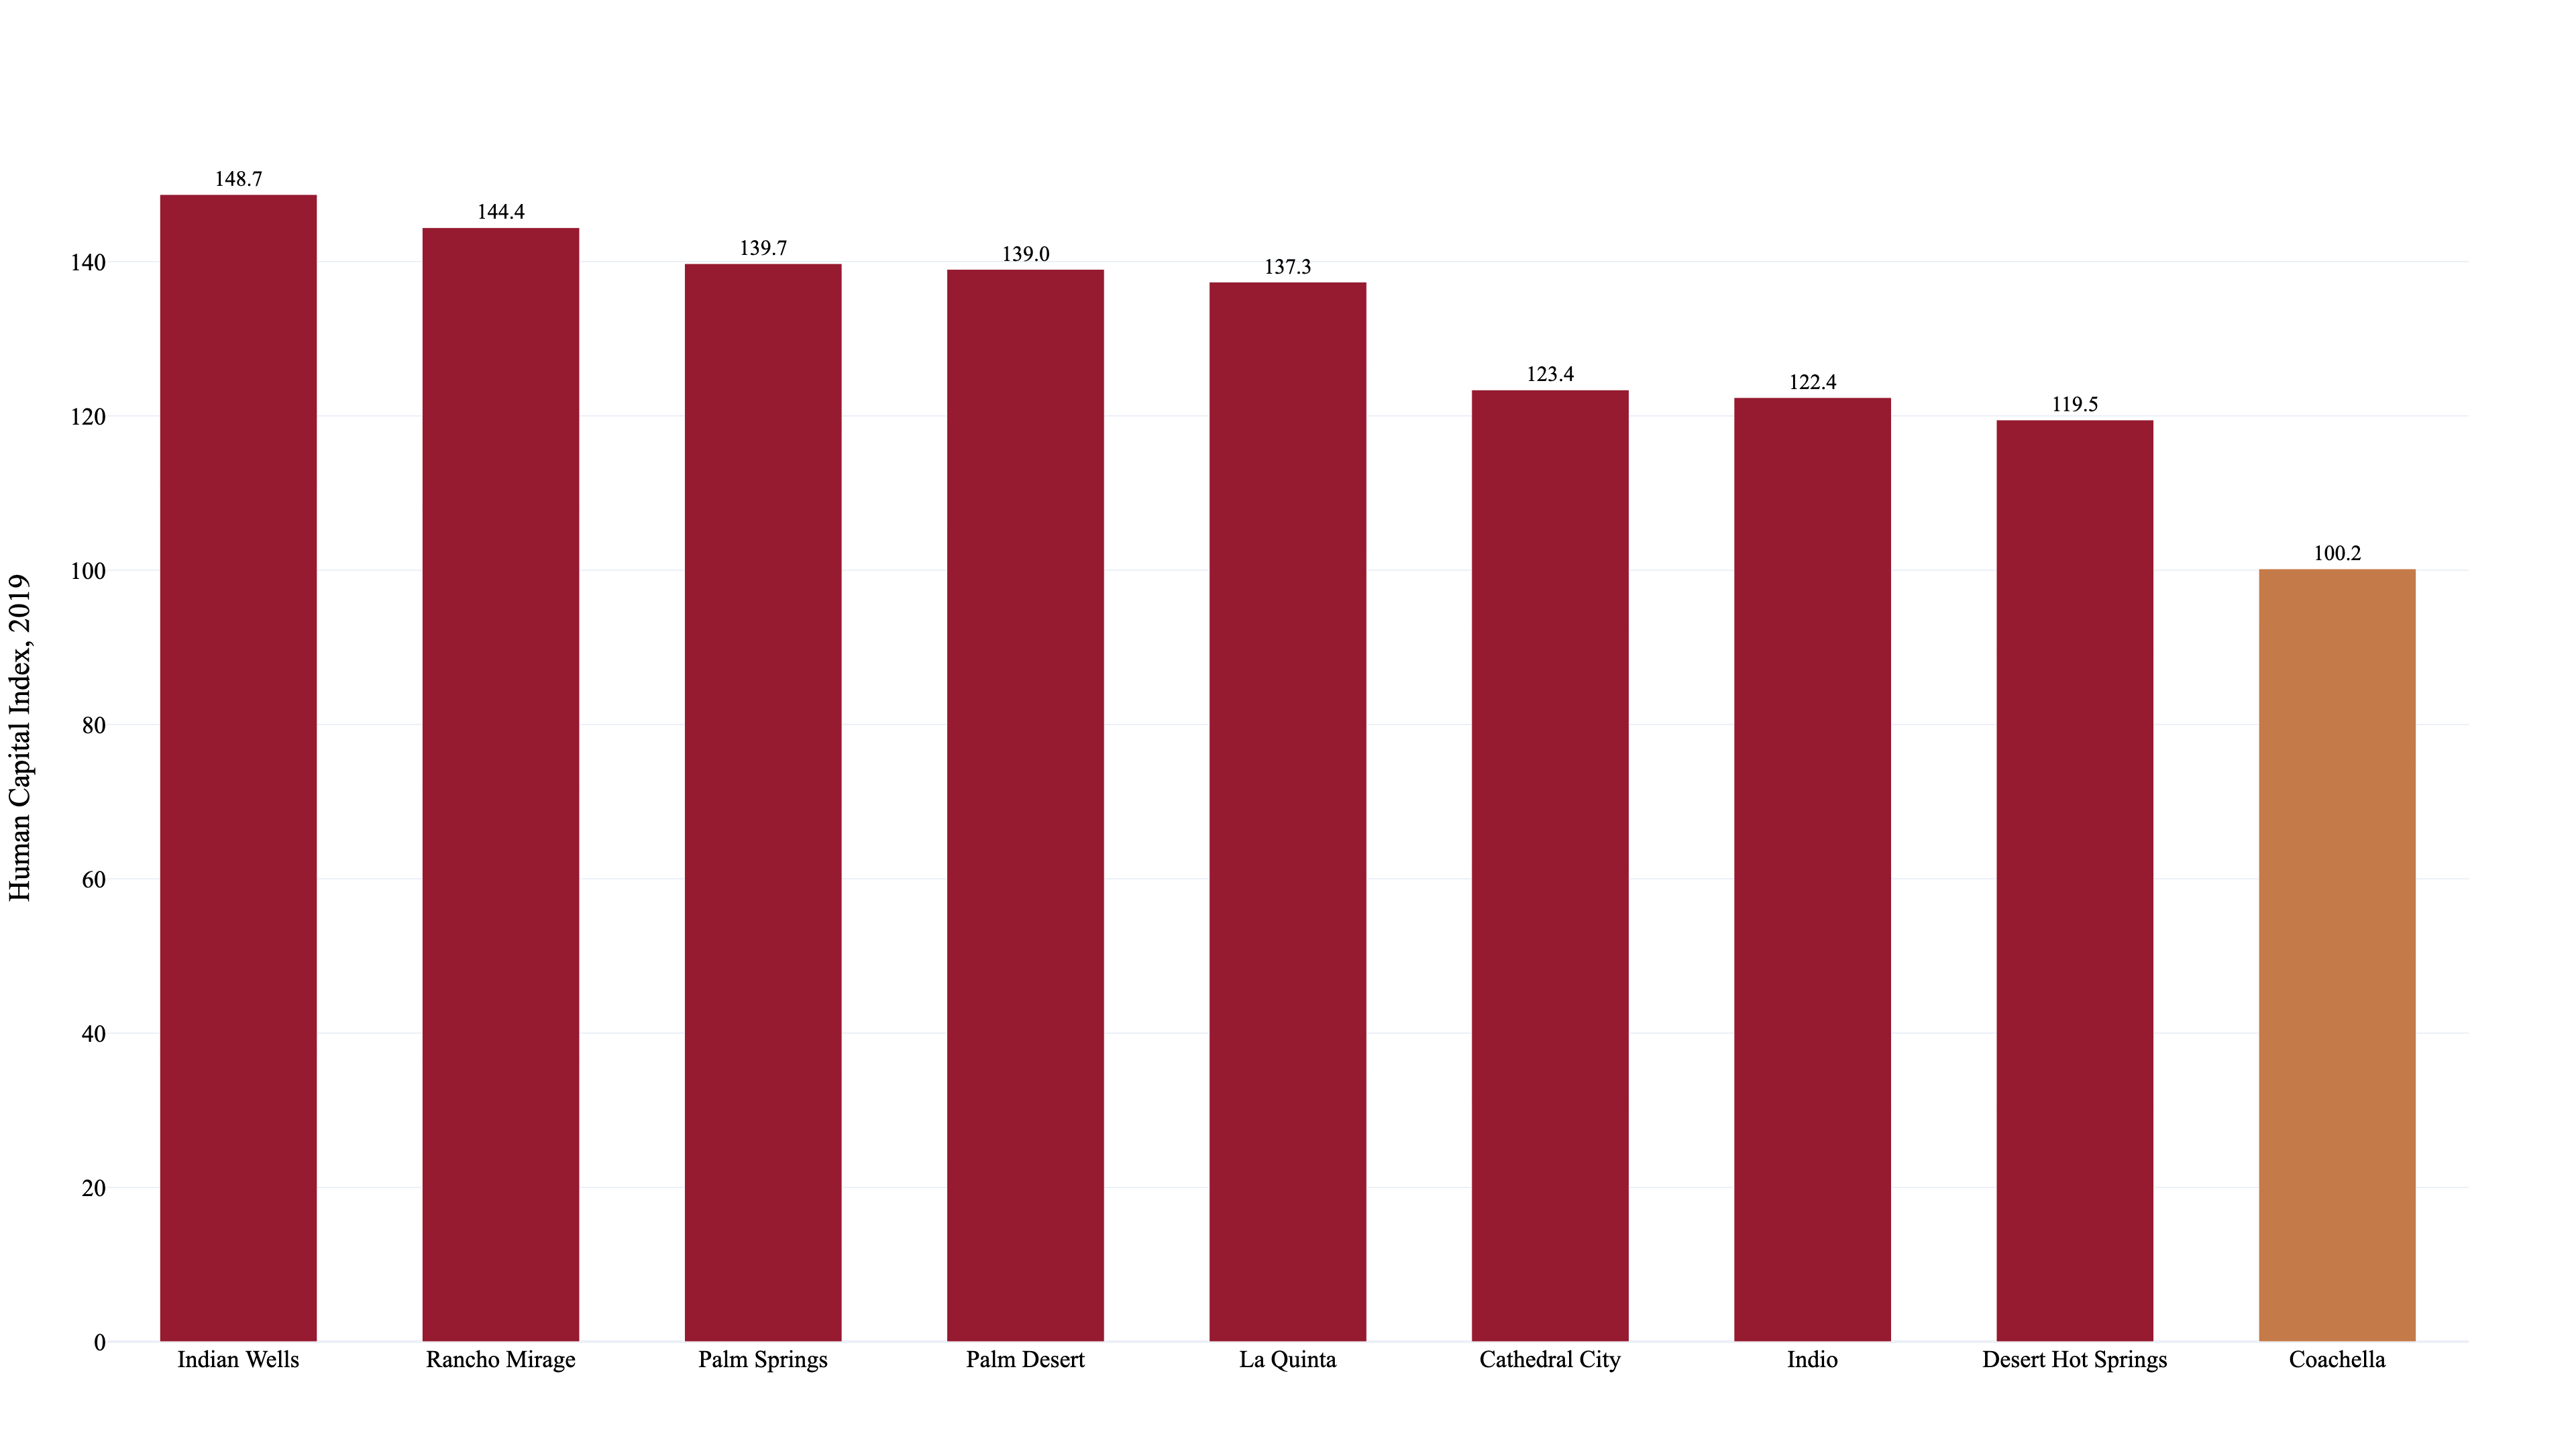 Human Capital Index, 2019
140
120
100
80
60
40
20
0
148.7
144.4
139.7
139.0
137.3
123.4
122.4
119.5
100.2
Indian Wells
Rancho Mirage
Palm Springs
Palm Desert
La Quinta
Cathedral City
Indio
Desert Hot Springs
Coachella